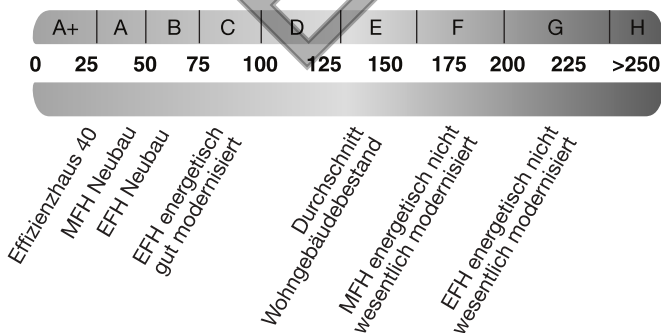 A+ A B C D E F G H
0 25 50 75 100 125 150 175 200 225 >250
Effizienzhaus 40
MFH Neubau
EFH Neubau
EFH energetisch
gut modernisiert
Durchschnitt
Wohngebäudebestand
MFH energetisch nicht
wesentlich modernisiert
EFH energetisch nicht
wesentlich modernisiert